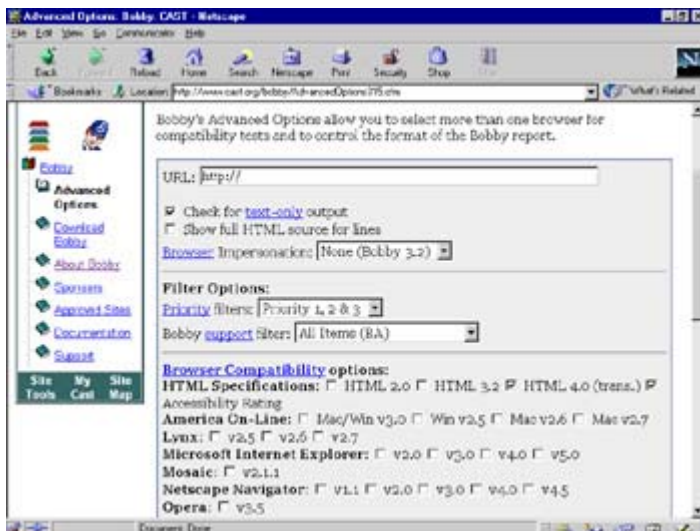 Advanced Options: Bobby. CAST - Netscape
File Edit View Go Communicator Help
Back Reload Home Search Netscape Print Security Shop
Bookmarks Location: What's Related
Bobby's Advanced Options allow you to select more than one browser for
compatibility tests and to control the format of the Bobby report.
Bobby
Advanced
Options
Download
Bobby
About Bobby
Sponsors
Approved Sites
Documentation
Support
Site My Site
Tools Cast Map
URL: http://
Check for text-only output
Show full HTML source for lines
Browser Impersonation: None (Bobby 3.2)
Filter Options:
Priority filters: Priority 1, 2 & 3
Bobby support filter: All Items (BA)
Browser Compatibility options:
HTML Specifications: HTML 2.0 HTML 3.2 HTML 4.0 (trans.)
Accessibility Rating
America On-Line: Mac/Win v3.0 Win v2.5 Mac v2.6 Mac v2.7
Lynx: v2.5 v2.6 v2.7
Microsoft Internet Explorer: v2.0 v3.0 v4.0 v5.0
Mosaic: v2.1.1
Netscape Navigator: v1.1 v2.0 v3.0 v4.0 v4.5
Opera: v3.5
Document: Done